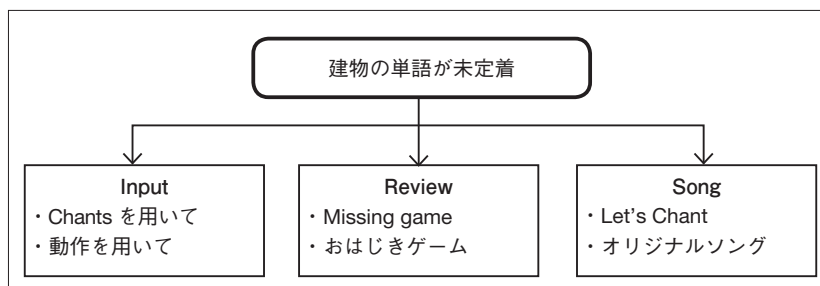 建物の単語が未定着
Input
・Chants を用いて
・動作を用いて
Review
・Missing game
・おはじきゲーム
Song
・Let’s Chant
・オリジナルソング